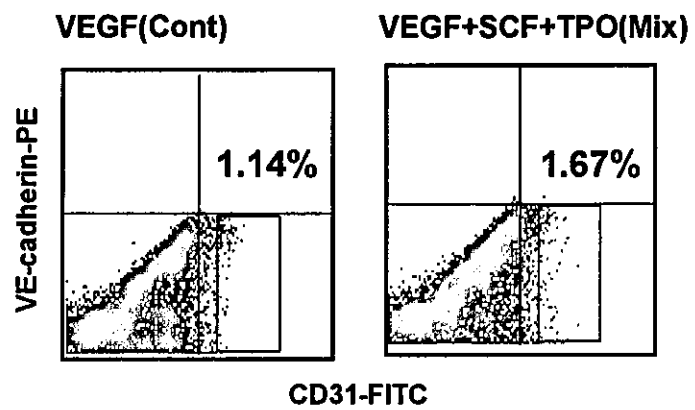 VEGF(Cont)
VEGF+SCF+TPO(Mix)
VE-cadherin-PE
1.14%
1.67%
CD31-FITC